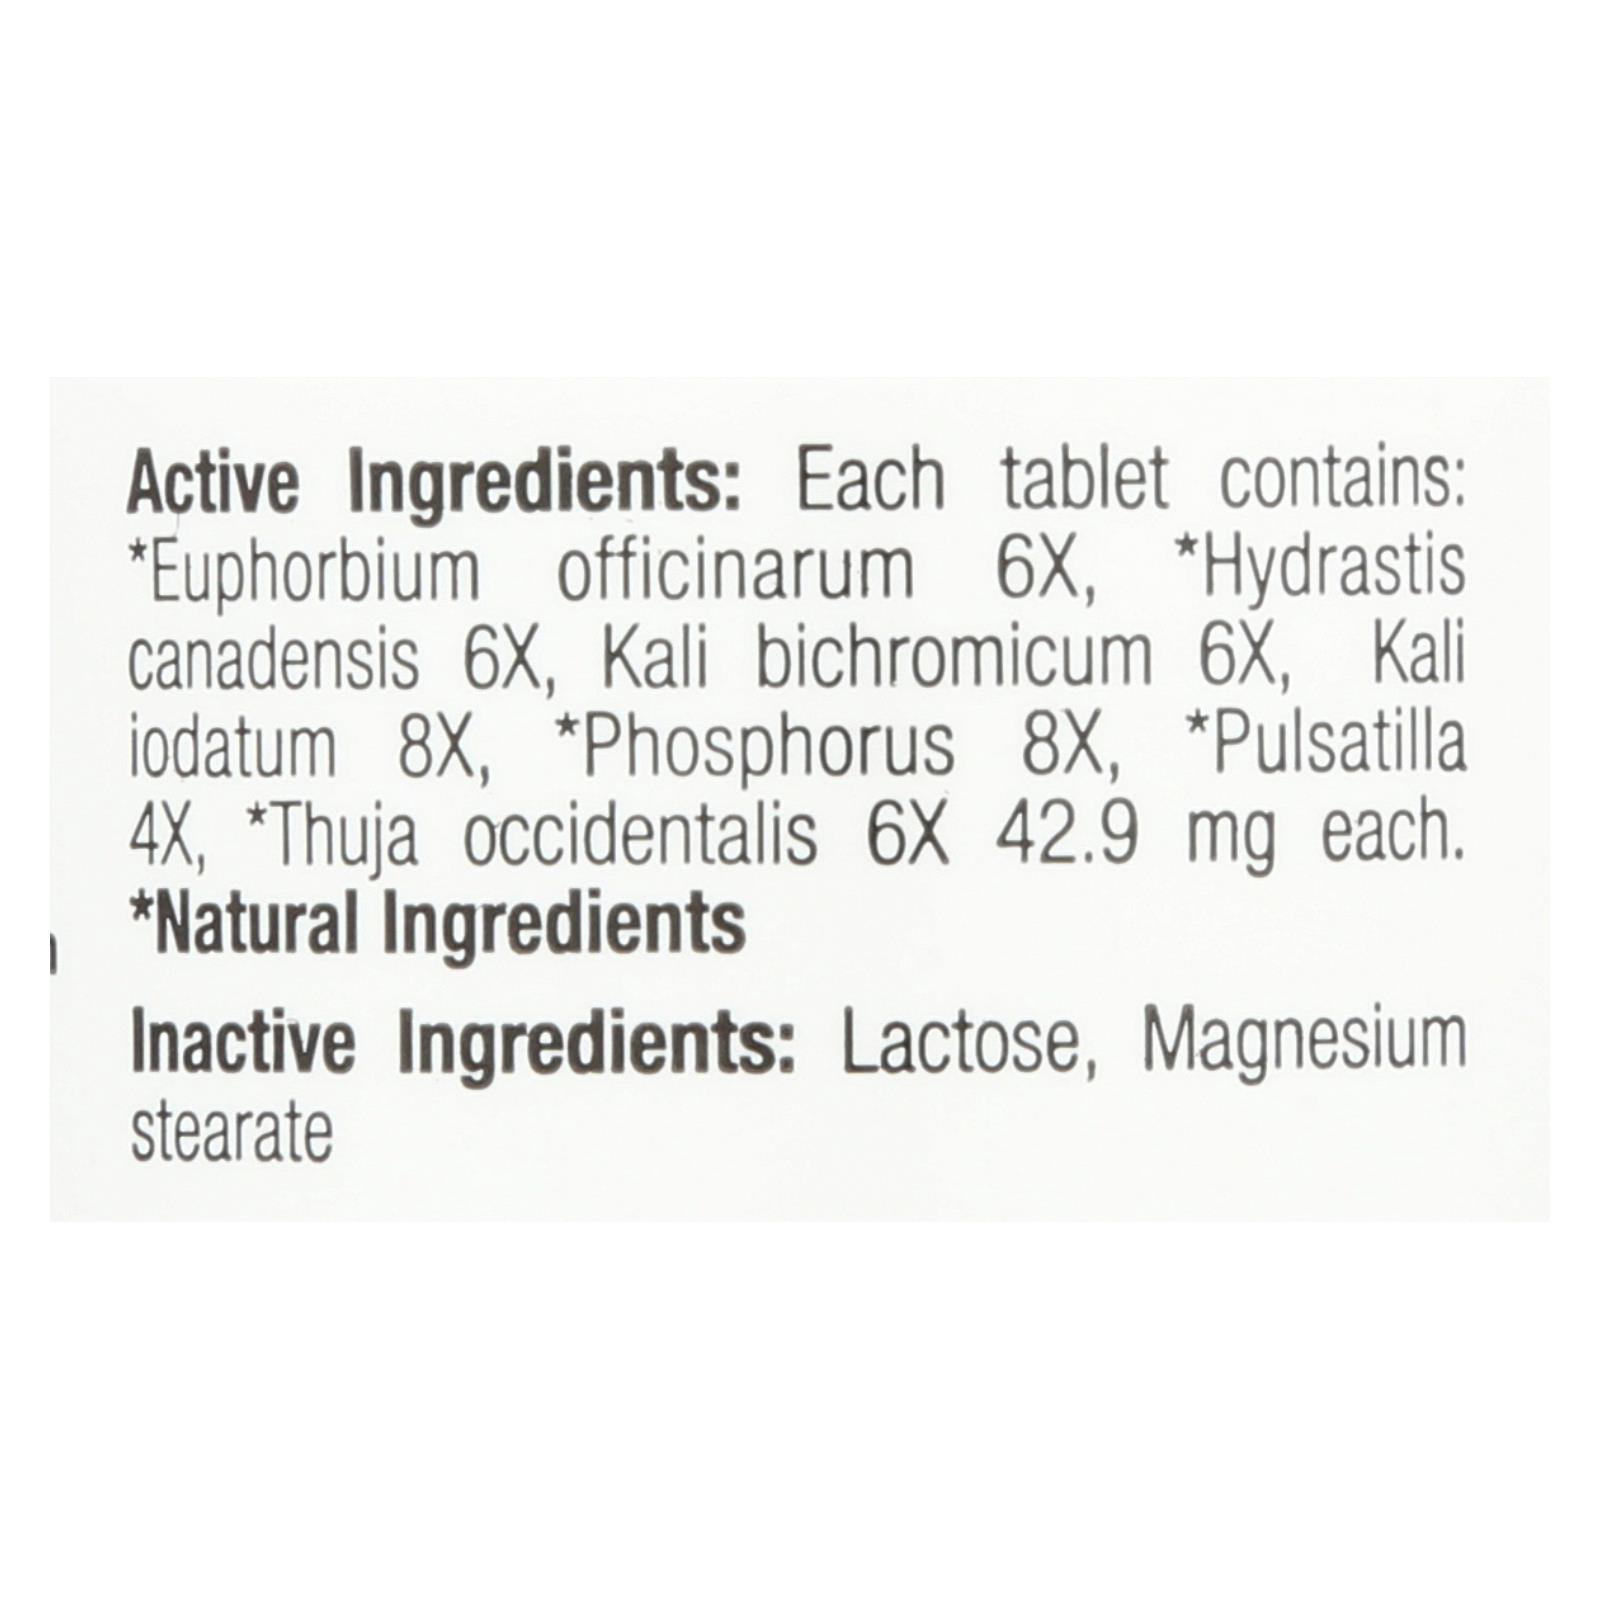 Active Ingredients: Each tablet contains:
*Euphorbium officinarum 6X, *Hydrastis
canadensis 6X, Kali bichromicum 6X, Kali
iodatum 8X, *Phosphorus 8X, *Pulsatilla
4X, *Thuja occidentalis 6X 42.9 mg each.
*Natural Ingredients
Inactive Ingredients: Lactose, Magnesium
stearate